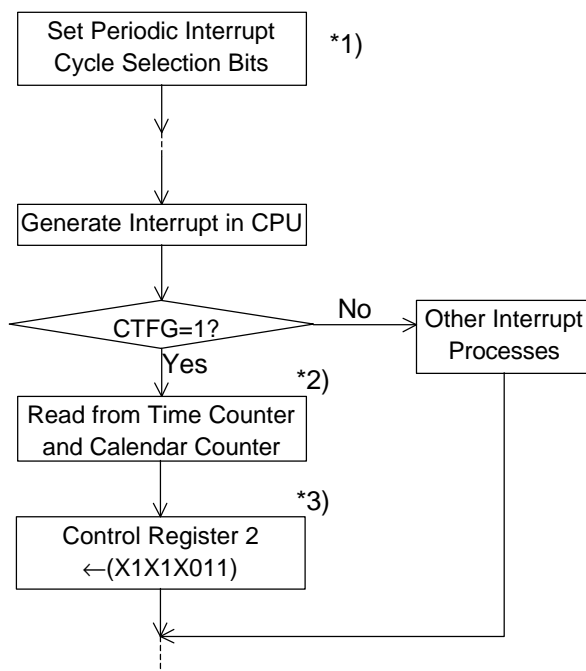 Set Periodic Interrupt
Cycle Selection Bits
*1)
Generate Interrupt in CPU
CTFG=1?
No
Other Interrupt
Processes
Yes
*2)
Read from Time Counter
and Calendar Counter
*3)
Control Register 2
←(X1X1X011)